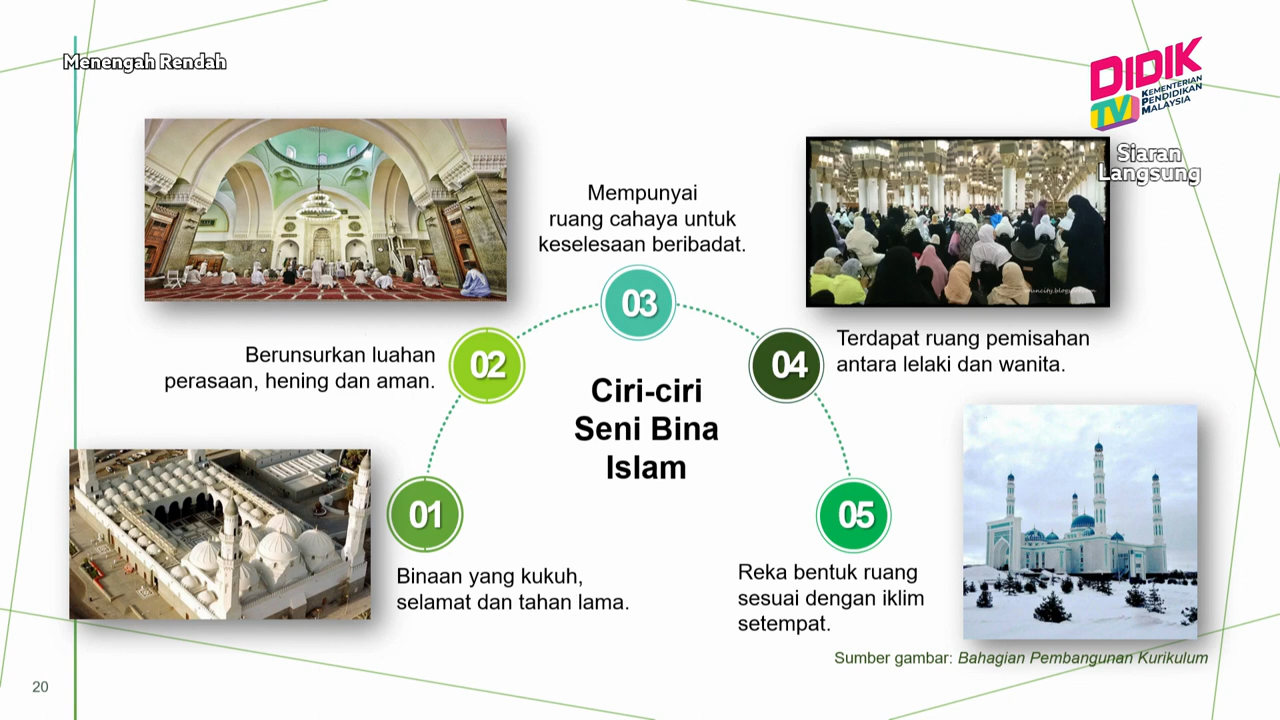 Menengah Rendah
DIDIK
TV
KEMENTERIAN
PENDIDIKAN
MALAYSIA
Siaran
Langsung
Mempunyai
ruang cahaya untuk
keselesaan beribadat.
03
Berunsurkan luahan
perasaan, hening dan aman.
02
04
Terdapat ruang pemisahan
antara lelaki dan wanita.
Ciri-ciri
Seni Bina
Islam
01
Binaan yang kukuh,
selamat dan tahan lama.
05
Reka bentuk ruang
sesuai dengan iklim
setempat.
Sumber gambar: Bahagian Pembangunan Kurikulum
20